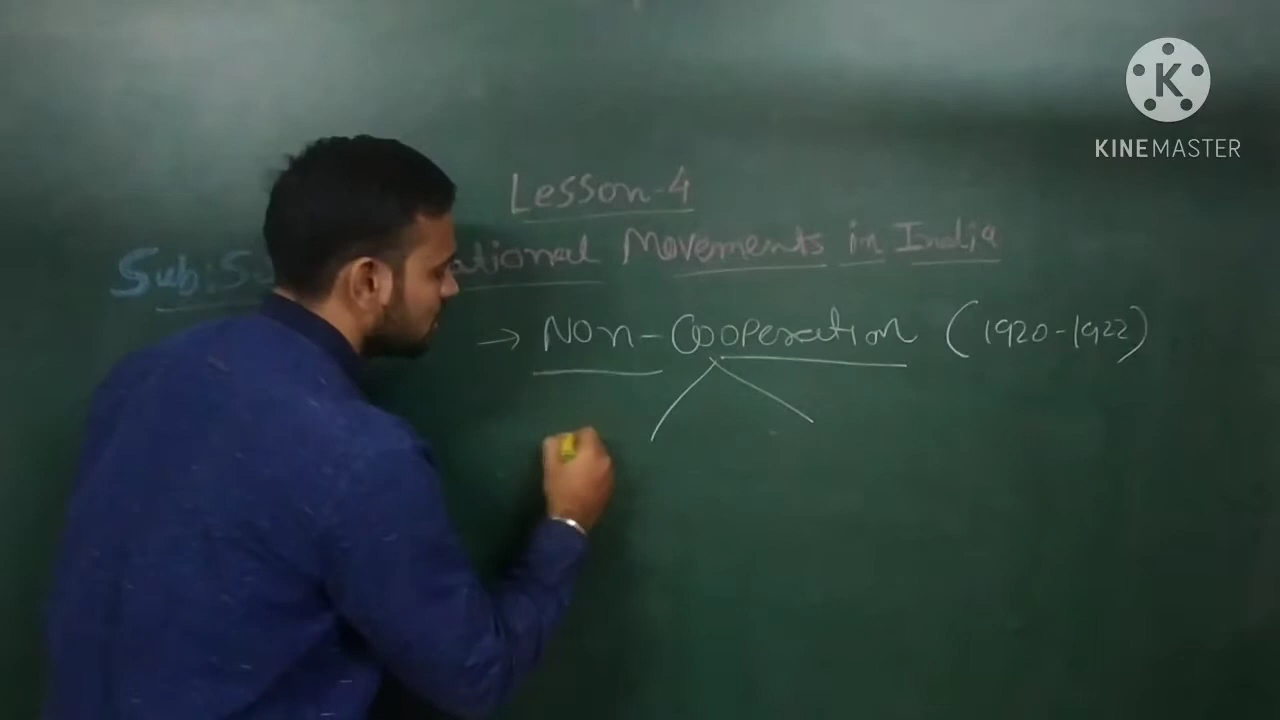 K
KINEMASTER
Lesson-4
Sub:S
ational Movements in India
→ Non-Cooperation (1920-1922)